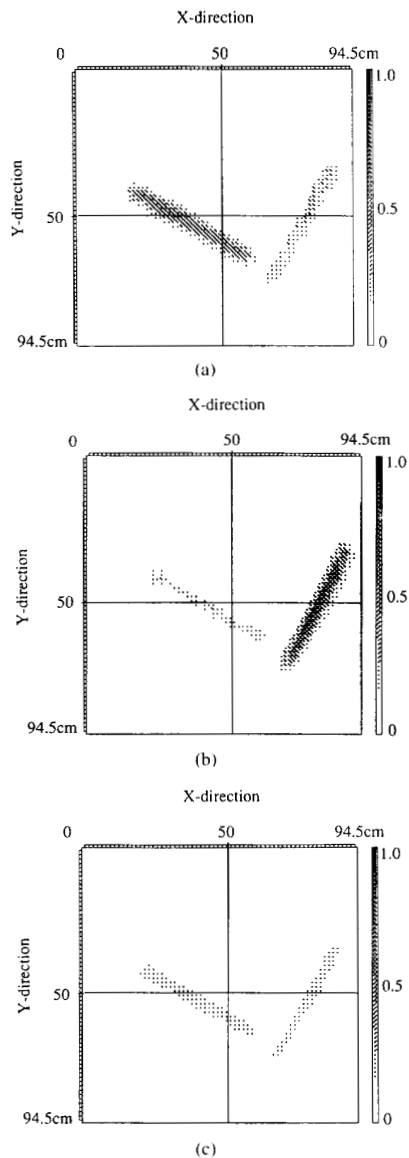 X-direction
0 50 94.5cm
1.0
Y-direction
50
0.5
94.5cm
0
(a)
X-direction
0 50 94.5cm
1.0
Y-direction
50
0.5
94.5cm
0
(b)
X-direction
0 50 94.5cm
1.0
Y-direction
50
0.5
94.5cm
0
(c)